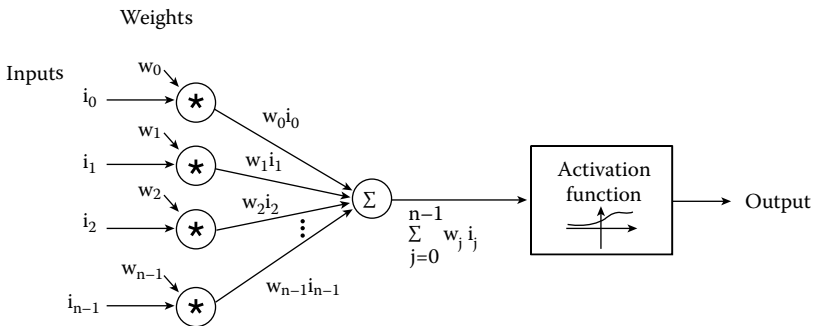 Weights
Inputs
w₀
i₀
w₀i₀
w₁
i₁
w₁i₁
w₂
i₂
w₂i₂
wₙ₋₁
iₙ₋₁
wₙ₋₁iₙ₋₁
Σ
n−1
Σ wⱼ iⱼ
j=0
Activation
function
Output